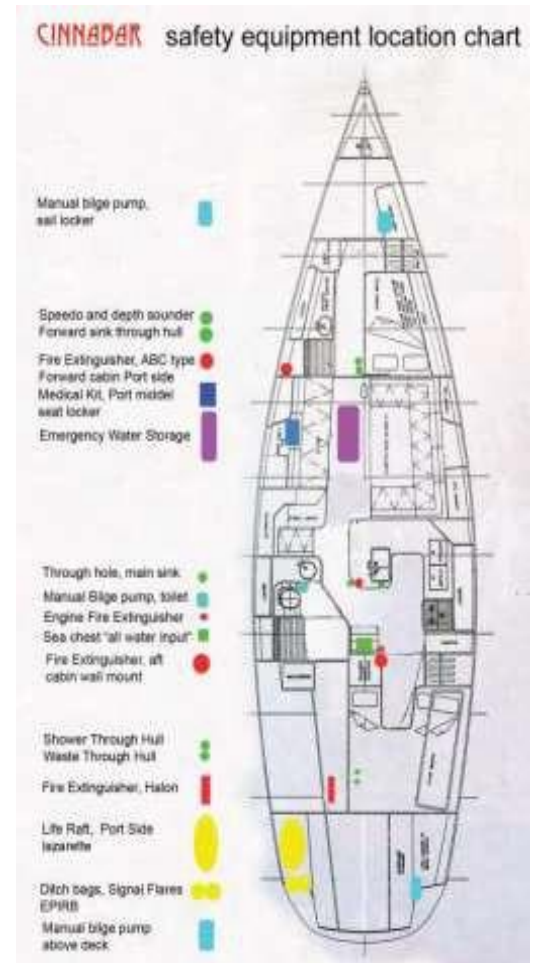 CINNABAR safety equipment location chart
Manual bilge pump,
sail locker
Speedo and depth sounder
Forward sink through hull
Fire Extinguisher, ABC type
Forward cabin Port side
Medical Kit, Port middel
seat locker
Emergency Water Storage
Through hole, main sink
Manual Bilge pump, toilet
Engine Fire Extinguisher
Sea chest "all water input"
Fire Extinguisher, aft
cabin wall mount
Shower Through Hull
Waste Through Hull
Fire Extinguisher, Halon
Life Raft, Port Side
lazarette
Ditch bags, Signal Flares
EPIRB
Manual bilge pump
above deck